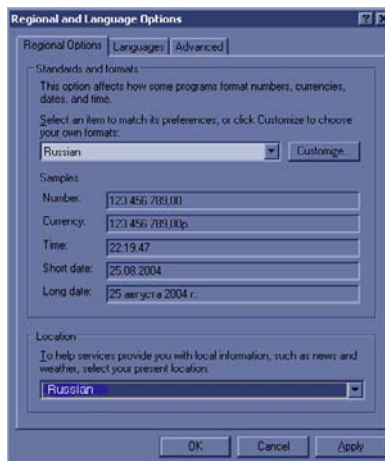 Regional and Language Options
Regional Options Languages Advanced
Standards and formats
This option affects how some programs format numbers, currencies,
dates, and time.
Select an item to match its preferences, or click Customize to choose
your own formats:
Russian Customize...
Samples
Number: 123 456 789,00
Currency: 123 456 789,00р.
Time: 22:19:47
Short date: 25.08.2004
Long date: 25 августа 2004 г.
Location
To help services provide you with local information, such as news and
weather, select your present location.
Russian
OK Cancel Apply